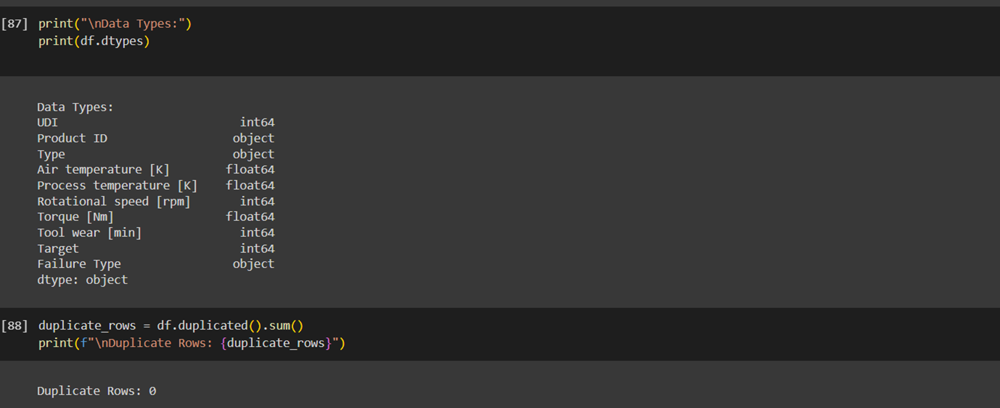 [87] print("\nData Types:")
print(df.dtypes)
Data Types:
UDI                          int64
Product ID                  object
Type                        object
Air temperature [K]        float64
Process temperature [K]    float64
Rotational speed [rpm]       int64
Torque [Nm]                float64
Tool wear [min]              int64
Target                       int64
Failure Type                object
dtype: object
[88] duplicate_rows = df.duplicated().sum()
print(f"\nDuplicate Rows: {duplicate_rows}")
Duplicate Rows: 0